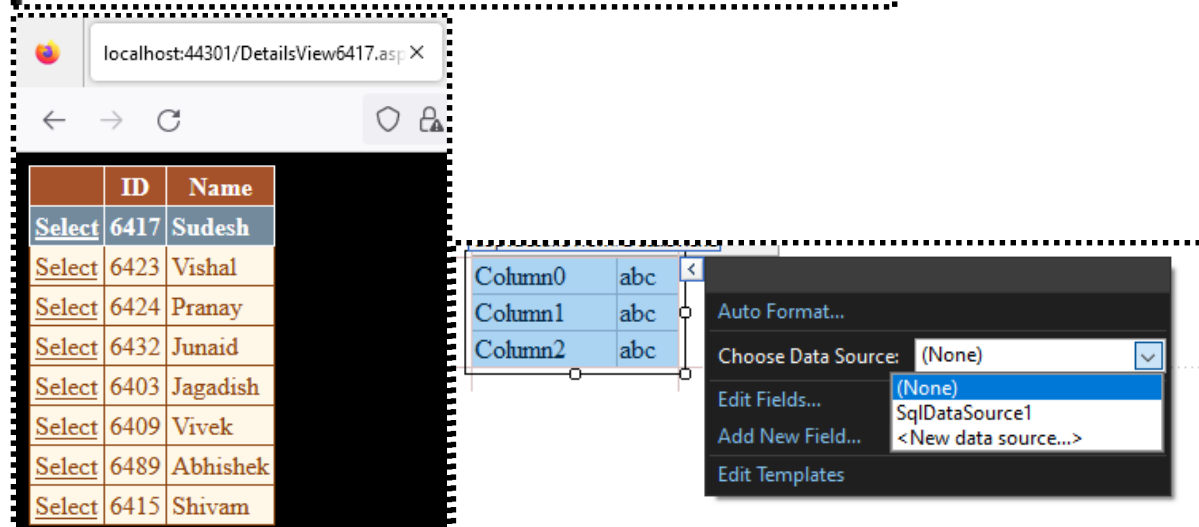 localhost:44301/DetailsView6417.asp
ID Name
Select 6417 Sudesh
Select 6423 Vishal
Select 6424 Pranay
Select 6432 Junaid
Select 6403 Jagadish
Select 6409 Vivek
Select 6489 Abhishek
Select 6415 Shivam
Column0 abc
Column1 abc
Column2 abc
Auto Format...
Choose Data Source: (None)
(None)
SqlDataSource1
<New data source...>
Edit Fields...
Add New Field...
Edit Templates